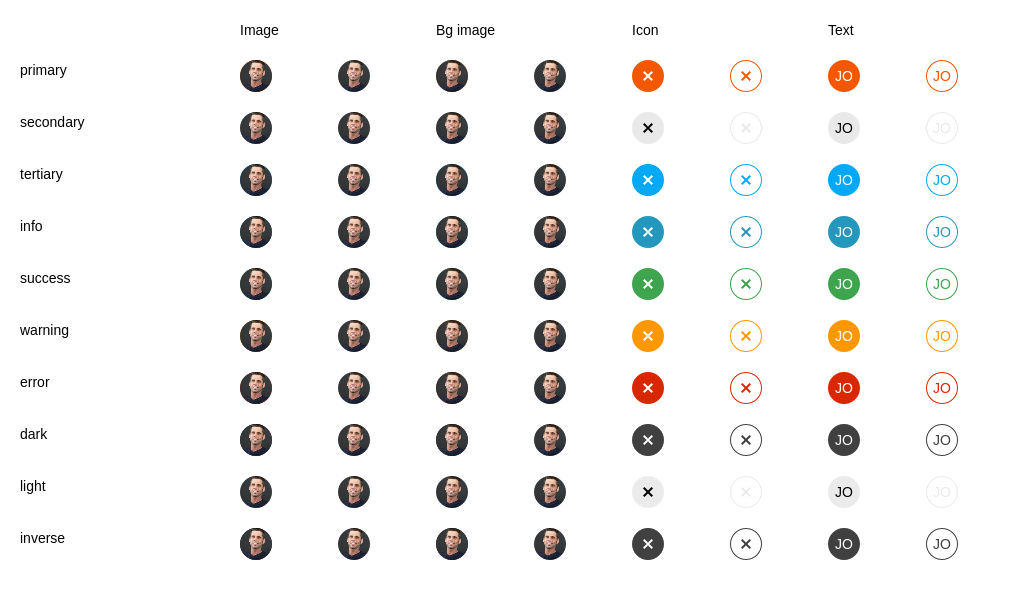 Image Bg image Icon Text
primary JO JO
secondary JO JO
tertiary JO JO
info JO JO
success JO JO
warning JO JO
error JO JO
dark JO JO
light JO JO
inverse JO JO